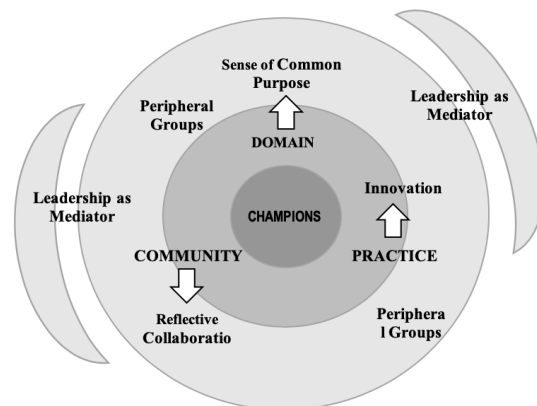 Sense of Common
Purpose
Leadership as
Mediator
Peripheral
Groups
DOMAIN
Leadership as
Mediator
Innovation
CHAMPIONS
COMMUNITY
PRACTICE
Reflective
Collaboratio
Periphera
l Groups